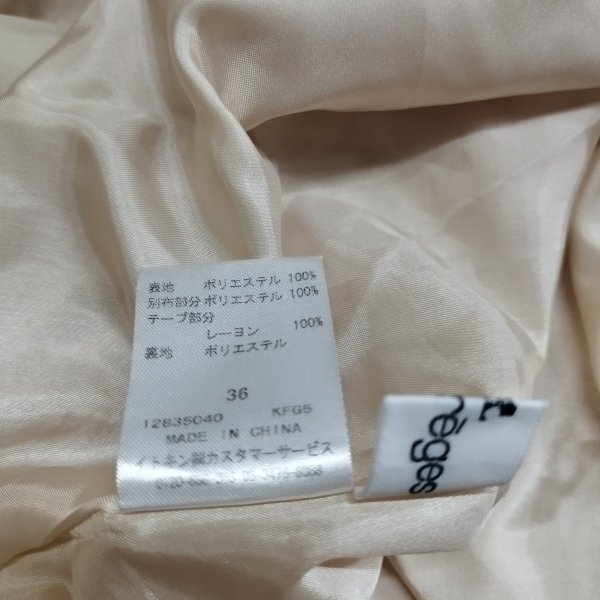 表地 ポリエステル 100%
別布部分 ポリエステル 100%
テープ部分
レーヨン 100%
裏地 ポリエステル
36
12835040 KFG5
MADE IN CHINA
イトキン㈱カスタマーサービス
èges